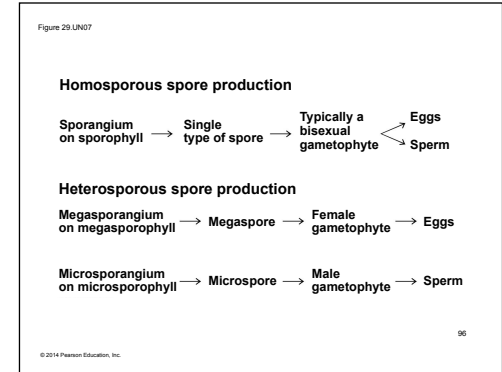 Figure 29.UN07
Homosporous spore production
Sporangium on sporophyll → Single type of spore → Typically a bisexual gametophyte → Eggs
Sperm
Heterosporous spore production
Megasporangium on megasporophyll → Megaspore → Female gametophyte → Eggs
Microsporangium on microsporophyll → Microspore → Male gametophyte → Sperm
96
© 2014 Pearson Education, Inc.